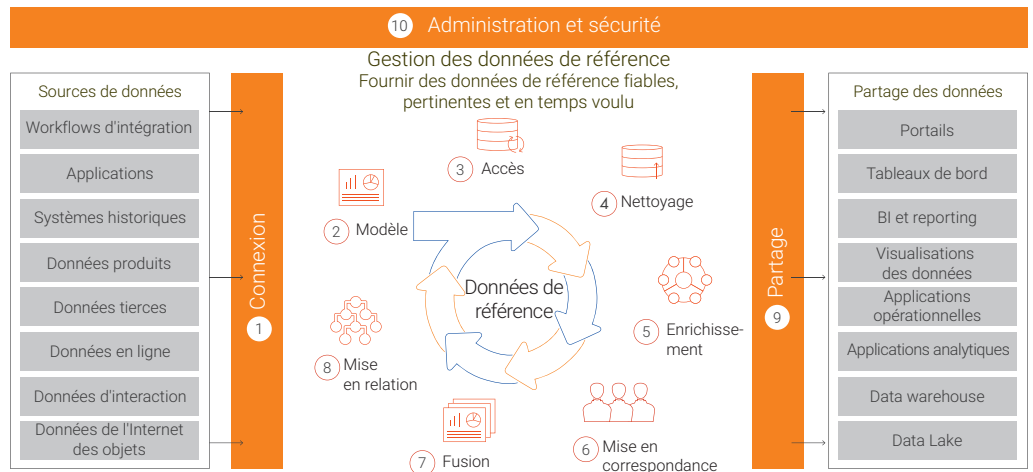 10 Administration et sécurité
Gestion des données de référence
Fournir des données de référence fiables,
pertinentes et en temps voulu
Sources de données
Workflows d'intégration
Applications
Systèmes historiques
Données produits
Données tierces
Données en ligne
Données d'interaction
Données de l'Internet
des objets
1 Connexion
2 Modèle
3 Accès
4 Nettoyage
5 Enrichisse-
ment
6 Mise en
correspondance
7 Fusion
8 Mise
en relation
Données de
référence
9 Partage
Partage des données
Portails
Tableaux de bord
BI et reporting
Visualisations
des données
Applications
opérationnelles
Applications analytiques
Data warehouse
Data Lake